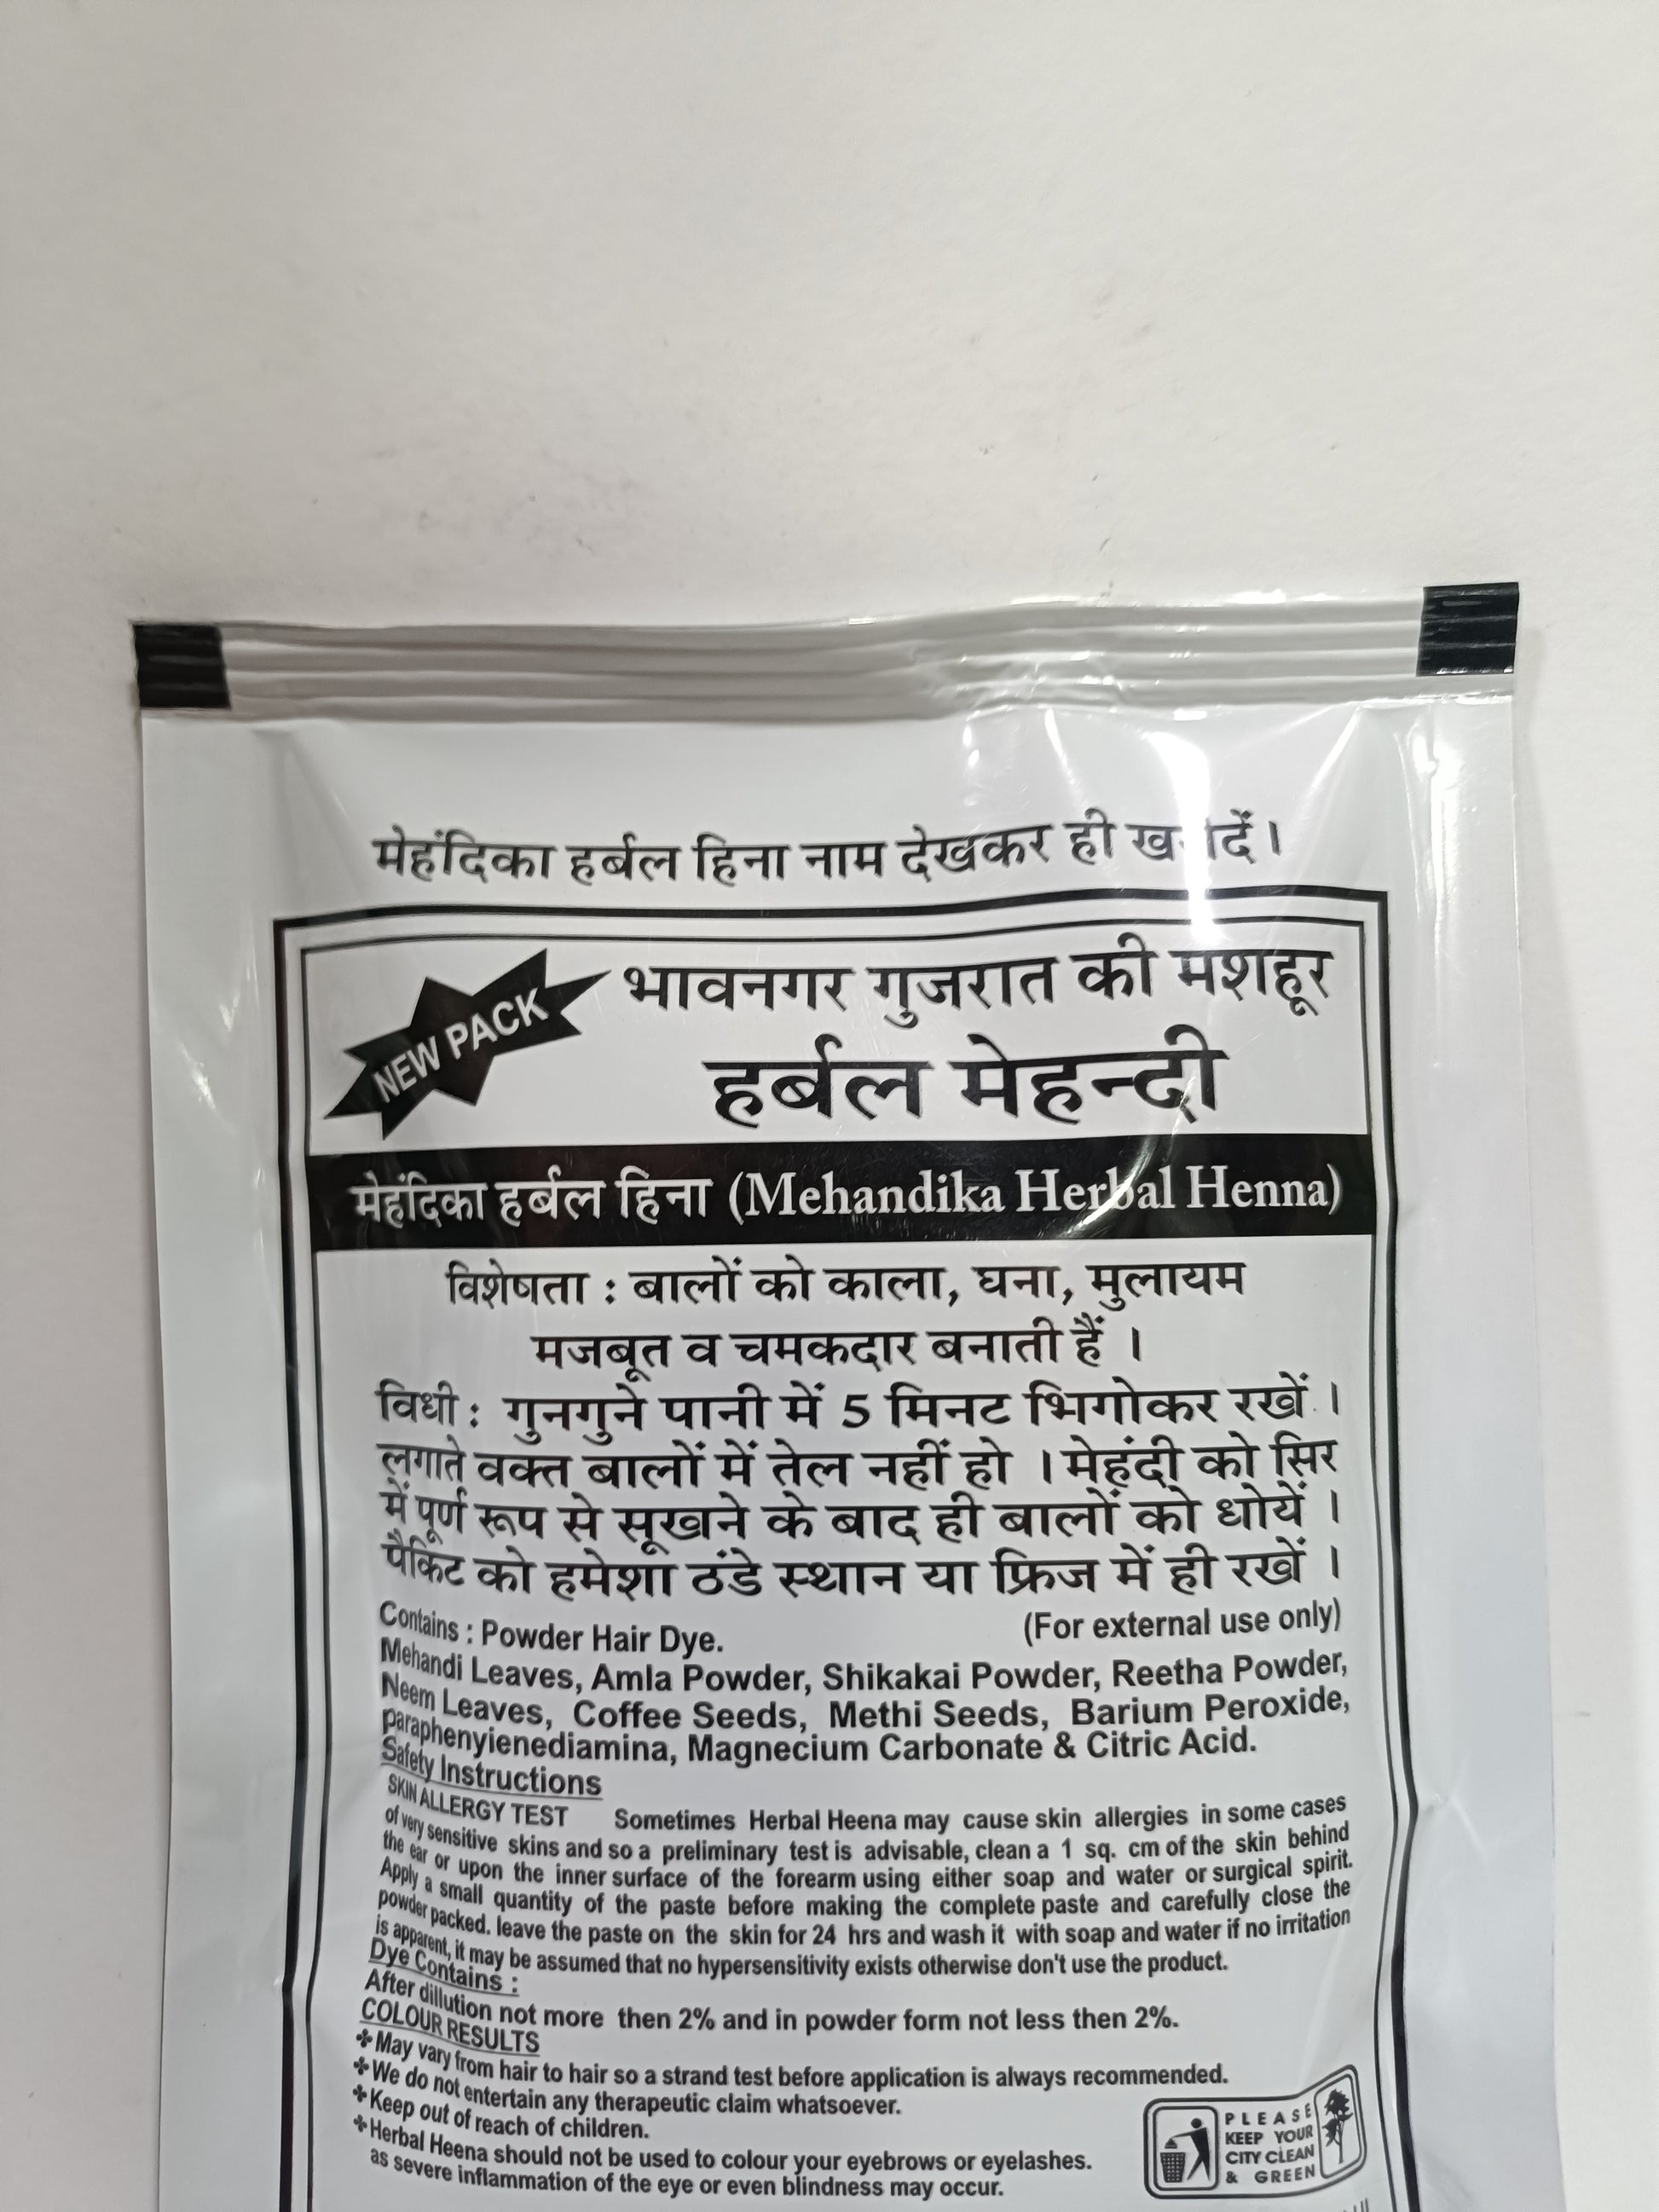 मेहंदिका हर्बल हिना नाम देखकर ही
NEW PACK
भावनगर गुजरात की मशहूर
हर्बल मेहन्दी
मेहंदिका हर्बल हिना (Mehandika Herbal Henna)
विशेषता : बालों को काला, घना, मुलायम
मजबूत व चमकदार बनाती हैं ।
विधी : गुनगुने पानी में 5 मिनट भिगोकर रखें ।
लगाते वक्त बालों में तेल नहीं हो । मेहंदी को सिर
में पूर्ण रूप से सूखने के बाद ही बालों को धोयें ।
पैकिट को हमेशा ठंडे स्थान या फ्रिज में ही रखें ।
Contains : Powder Hair Dye. (For external use only)
Mehandi Leaves, Amla Powder, Shikakai Powder, Reetha Powder,
Neem Leaves, Coffee Seeds, Methi Seeds, Barium Peroxide,
paraphenyienediamina, Magnecium Carbonate & Citric Acid.
Safety Instructions
SKIN ALLERGY TEST Sometimes Herbal Heena may cause skin allergies in some cases
of very sensitive skins and so a preliminary test is advisable, clean a 1 sq. cm of the skin behind
the ear or upon the inner surface of the forearm using either soap and water or surgical spirit.
Apply a small quantity of the paste before making the complete paste and carefully close the
powder packed. leave the paste on the skin for 24 hrs and wash it with soap and water if no irritation
is apparent, it may be assumed that no hypersensitivity exists otherwise don't use the product.
Dye Contains :
After dillution not more then 2% and in powder form not less then 2%.
COLOUR RESULTS
✤ May vary from hair to hair so a strand test before application is always recommended.
✤ We do not entertain any therapeutic claim whatsoever.
✤ Keep out of reach of children.
✤ Herbal Heena should not be used to colour your eyebrows or eyelashes.
as severe inflammation of the eye or even blindness may occur.
PLEASE
KEEP YOUR
CITY CLEAN
& GREEN